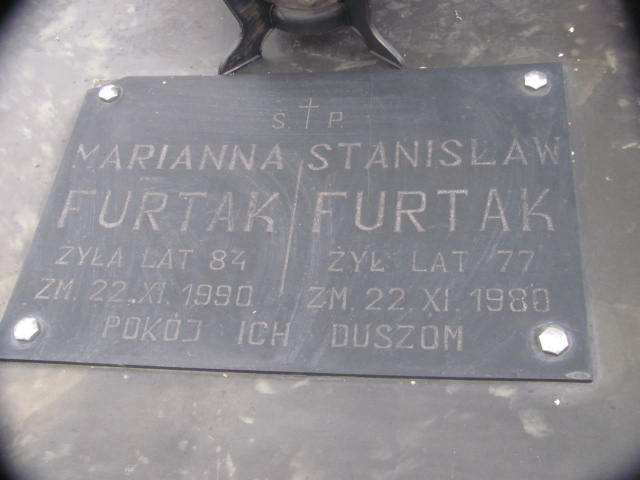 S. † P.
MARIANNA STANISŁAW
FURTAK FURTAK
ŻYŁA LAT 84 ŻYŁ LAT 77
ZM. 22.XI.1990 ZM. 22.XI.1980
POKÓJ ICH DUSZOM